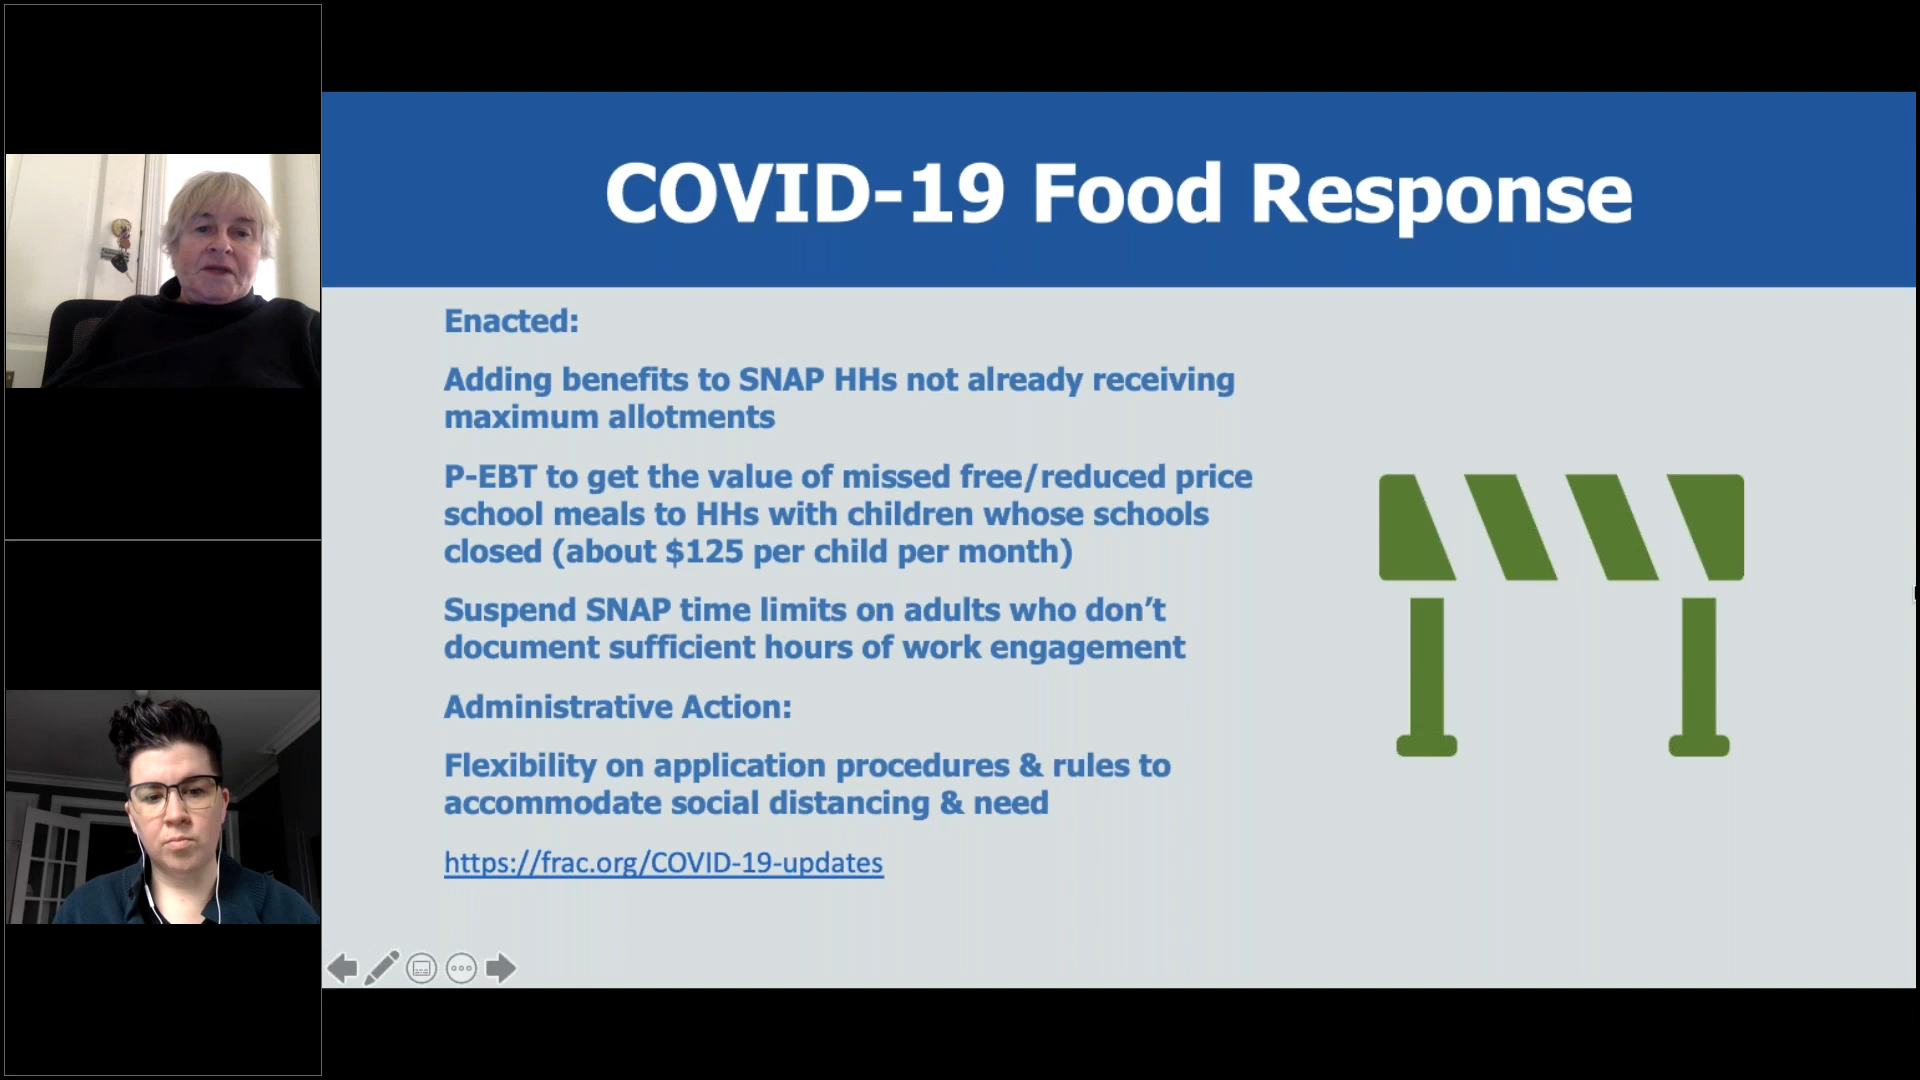 COVID-19 Food Response
Enacted:
Adding benefits to SNAP HHs not already receiving
maximum allotments
P-EBT to get the value of missed free/reduced price
school meals to HHs with children whose schools
closed (about $125 per child per month)
Suspend SNAP time limits on adults who don’t
document sufficient hours of work engagement
Administrative Action:
Flexibility on application procedures & rules to
accommodate social distancing & need
https://frac.org/COVID-19-updates